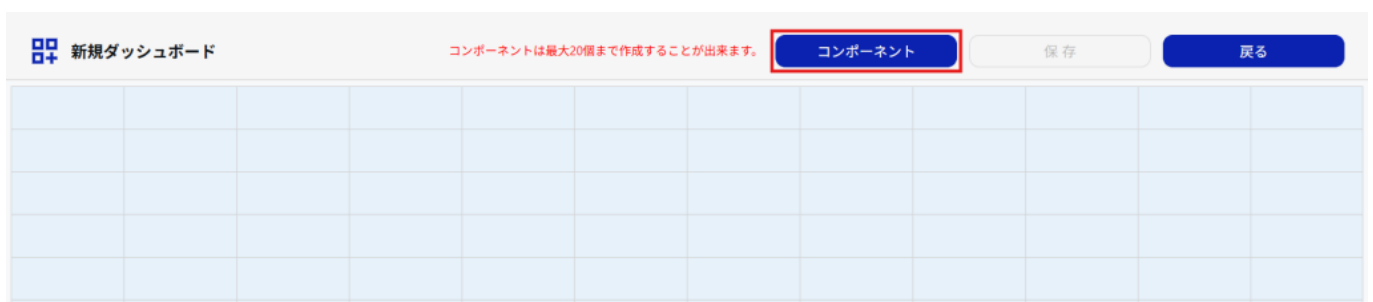 新規ダッシュボード
コンポーネントは最大20個まで作成することが出来ます。
コンポーネント
保存
戻る